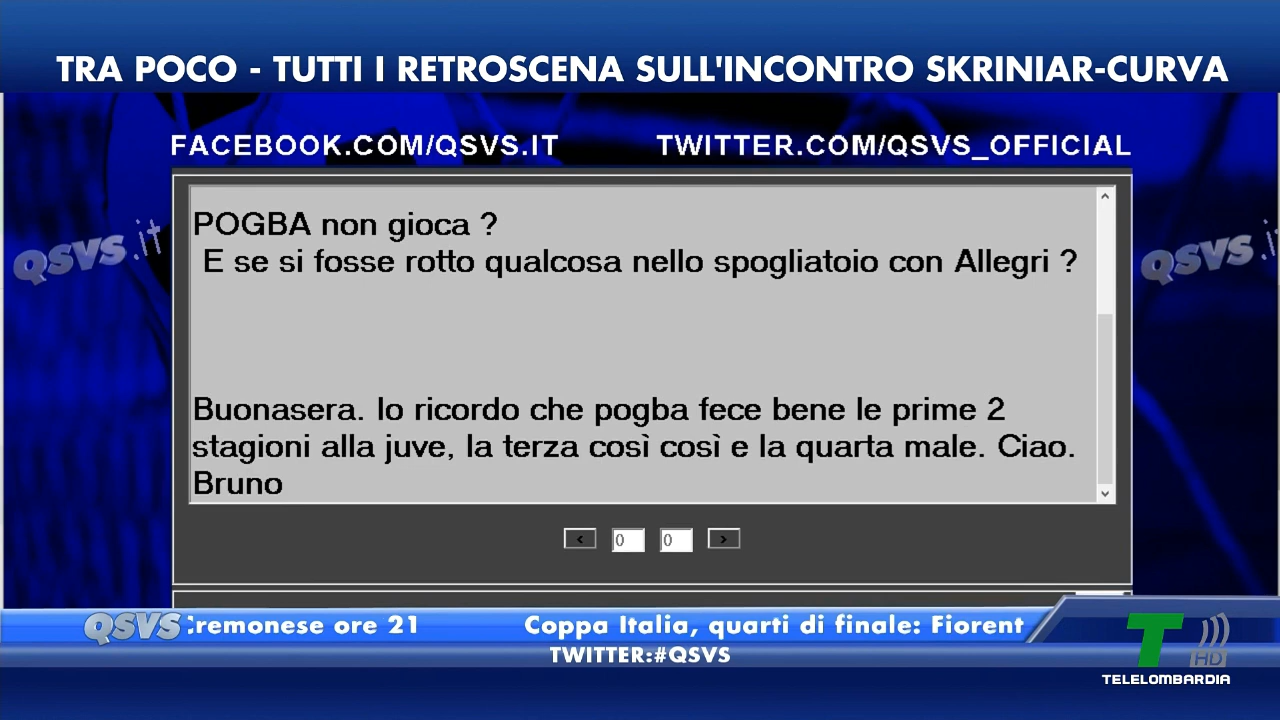 TRA POCO - TUTTI I RETROSCENA SULL'INCONTRO SKRINIAR-CURVA
FACEBOOK.COM/QSVS.IT TWITTER.COM/QSVS_OFFICIAL
POGBA non gioca ?
E se si fosse rotto qualcosa nello spogliatoio con Allegri ?
QSVS.it
QSVS.i
Buonasera. Io ricordo che pogba fece bene le prime 2
stagioni alla juve, la terza così così e la quarta male. Ciao.
Bruno
< 0 0 >
QSVS Cremonese ore 21 Coppa Italia, quarti di finale: Fiorent
TWITTER:#QSVS
T HD
TELELOMBARDIA